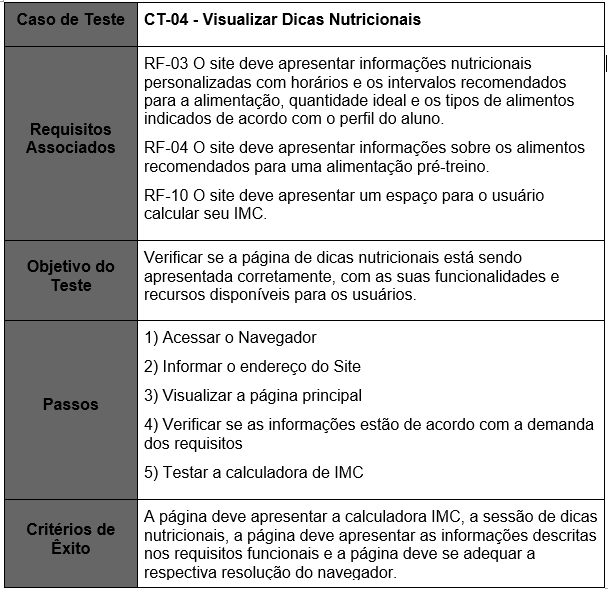 Caso de Teste
CT-04 - Visualizar Dicas Nutricionais
Requisitos
Associados
RF-03 O site deve apresentar informações nutricionais
personalizadas com horários e os intervalos recomendados
para a alimentação, quantidade ideal e os tipos de alimentos
indicados de acordo com o perfil do aluno.
RF-04 O site deve apresentar informações sobre os alimentos
recomendados para uma alimentação pré-treino.
RF-10 O site deve apresentar um espaço para o usuário
calcular seu IMC.
Objetivo do
Teste
Verificar se a página de dicas nutricionais está sendo
apresentada corretamente, com as suas funcionalidades e
recursos disponíveis para os usuários.
Passos
1) Acessar o Navegador
2) Informar o endereço do Site
3) Visualizar a página principal
4) Verificar se as informações estão de acordo com a demanda
dos requisitos
5) Testar a calculadora de IMC
Critérios de
Êxito
A página deve apresentar a calculadora IMC, a sessão de dicas
nutricionais, a página deve apresentar as informações descritas
nos requisitos funcionais e a página deve se adequar a
respectiva resolução do navegador.